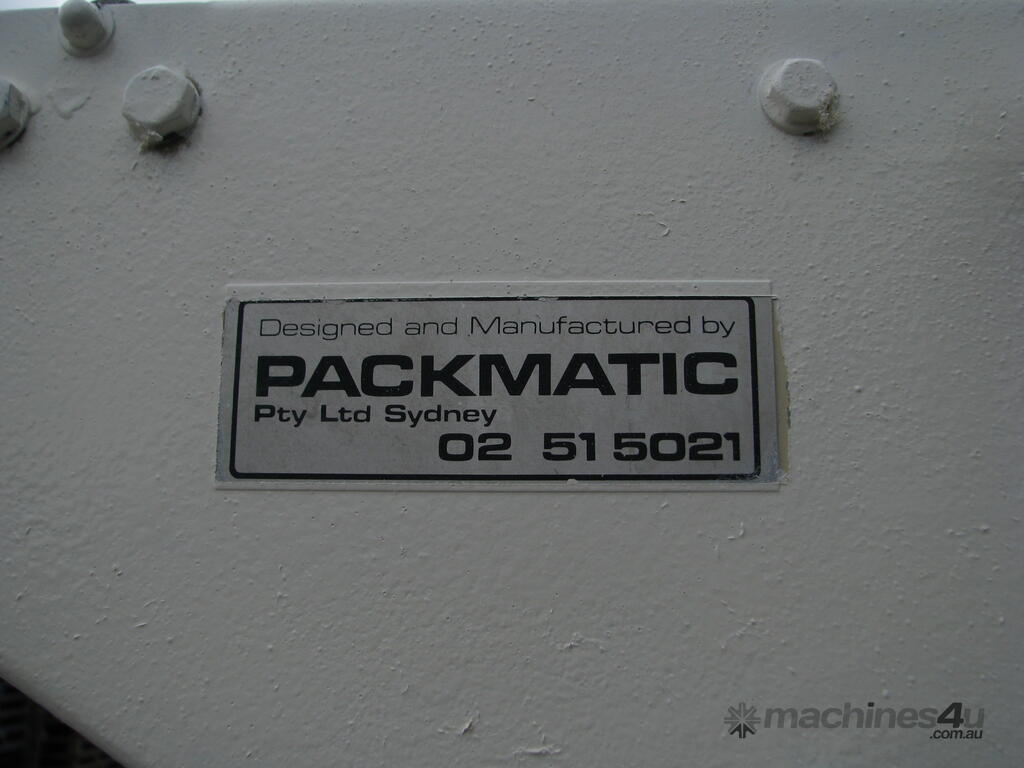 Designed and Manufactured by
PACKMATIC
Pty Ltd Sydney
02 51 5021
machines4u
.com.au